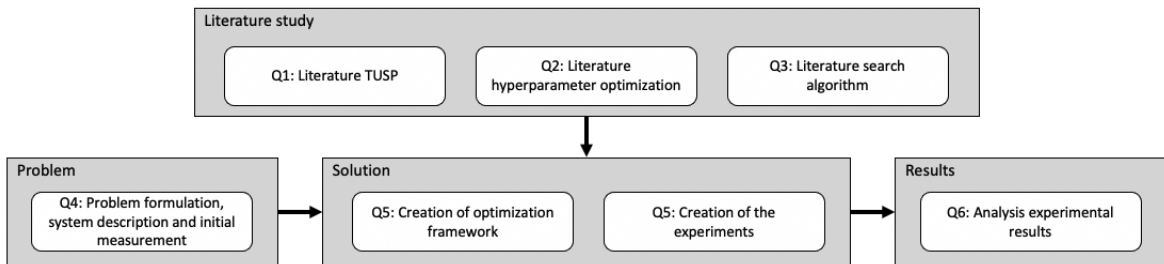 Literature study
Q1: Literature TUSP
Q2: Literature
hyperparameter optimization
Q3: Literature search
algorithm
Problem
Q4: Problem formulation,
system description and initial
measurement
Solution
Q5: Creation of optimization
framework
Q5: Creation of the
experiments
Results
Q6: Analysis experimental
results